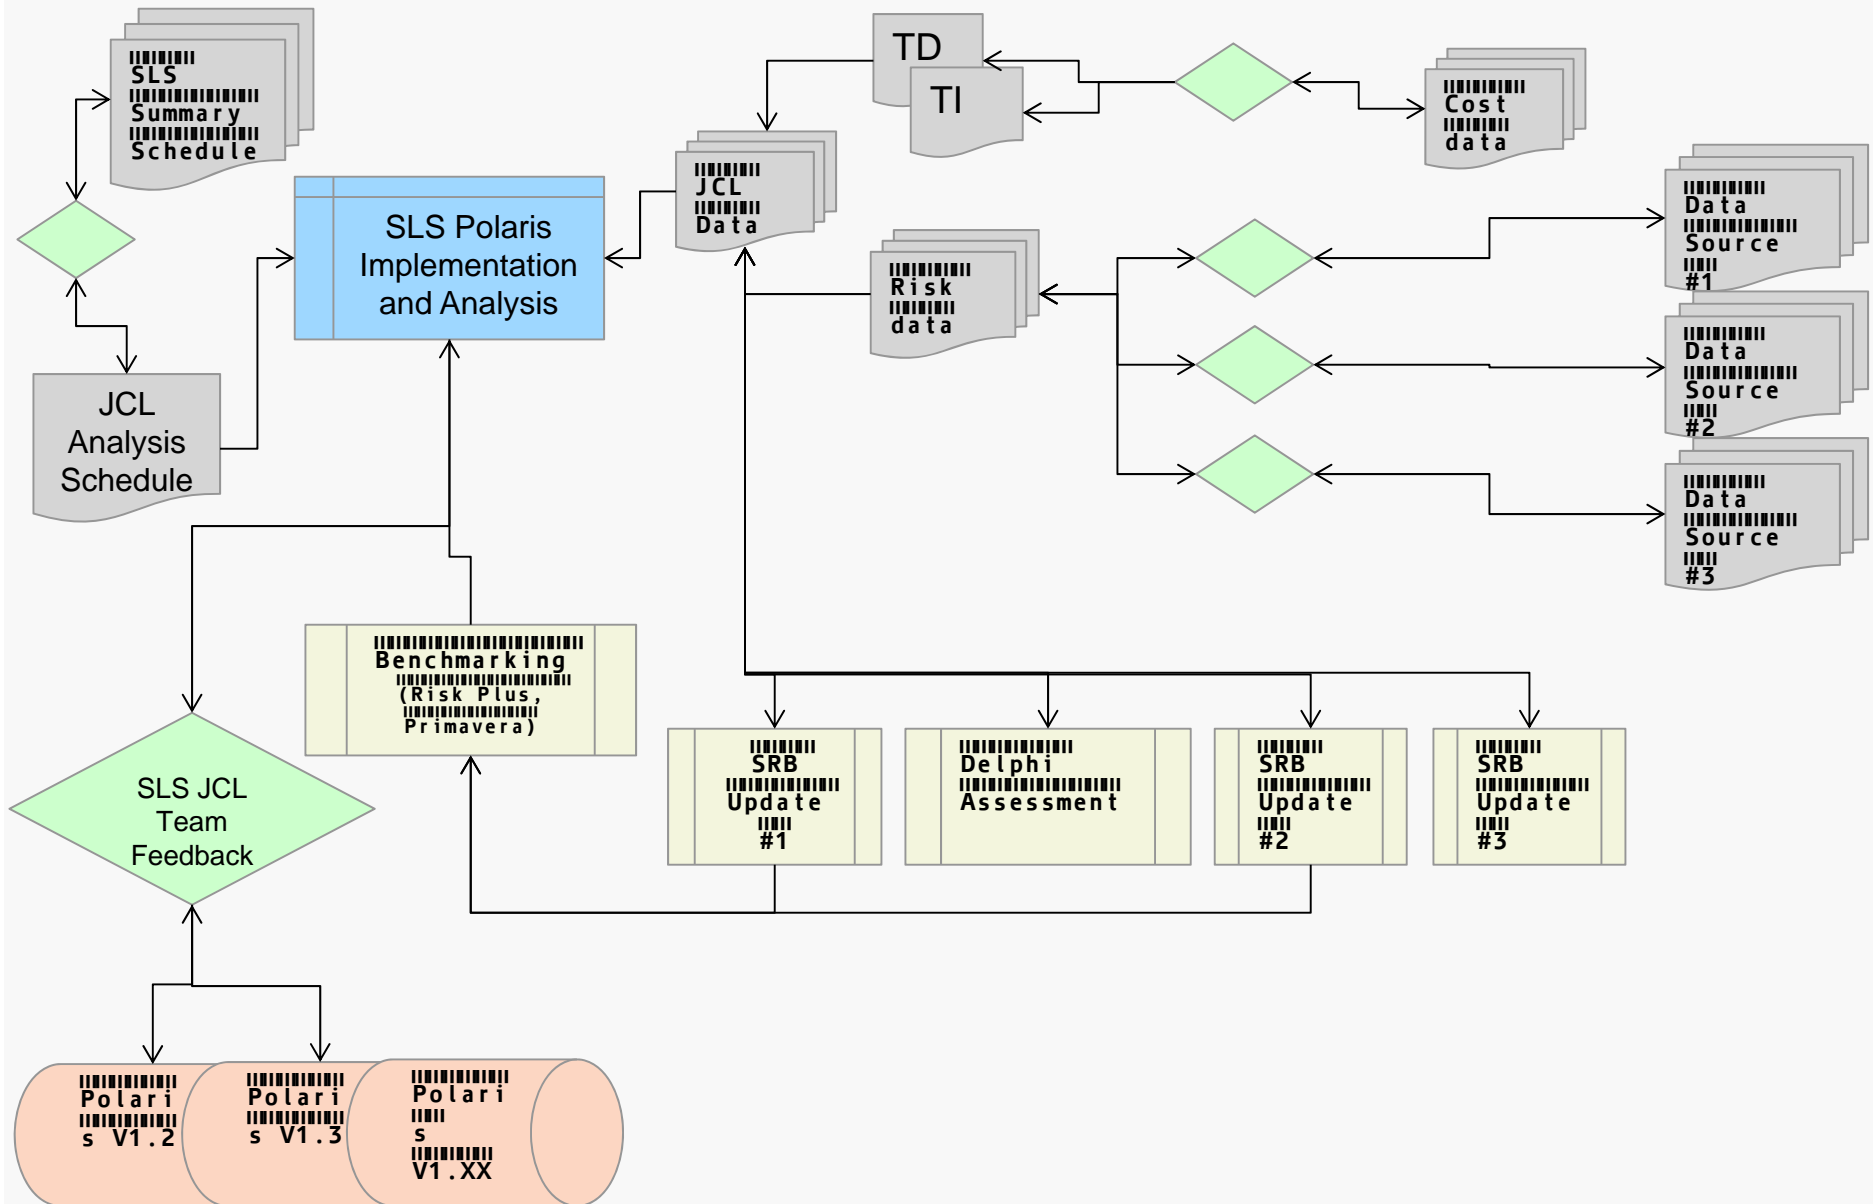 SLS
Summary
Schedule
TD
TI
Cost
data
JCL
Data
Data
Source
#1
SLS Polaris
Implementation
and Analysis
Risk
data
Data
Source
#2
JCL
Analysis
Schedule
Data
Source
#3
Benchmarking
(Risk Plus,
Primavera)
SRB
Update
#1
Delphi
Assessment
SRB
Update
#2
SRB
Update
#3
SLS JCL
Team
Feedback
Polari
s V1.2
Polari
s V1.3
Polari
s
V1.XX